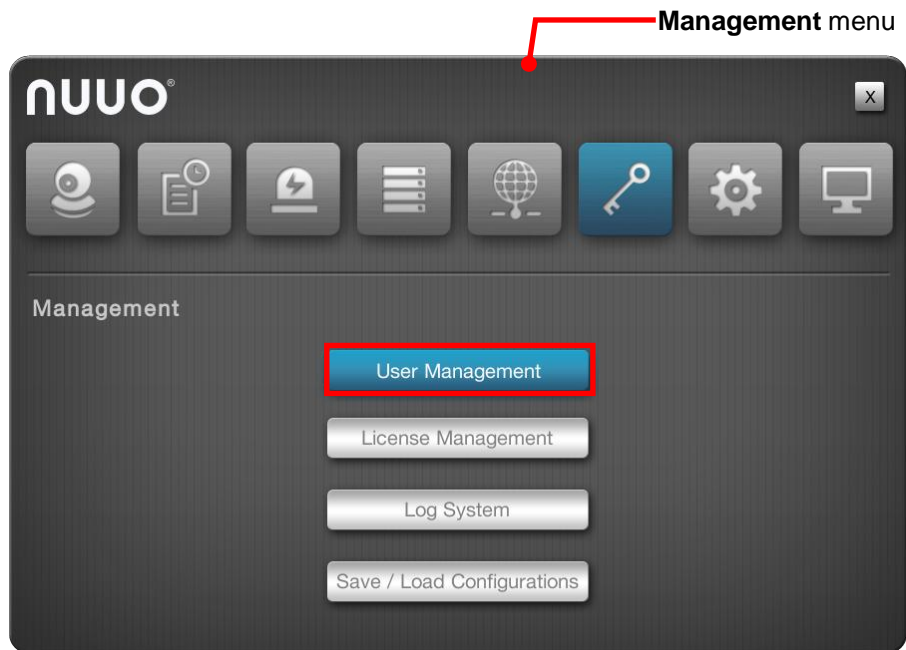 Management menu
nuuo®
X
Management
User Management
License Management
Log System
Save / Load Configurations